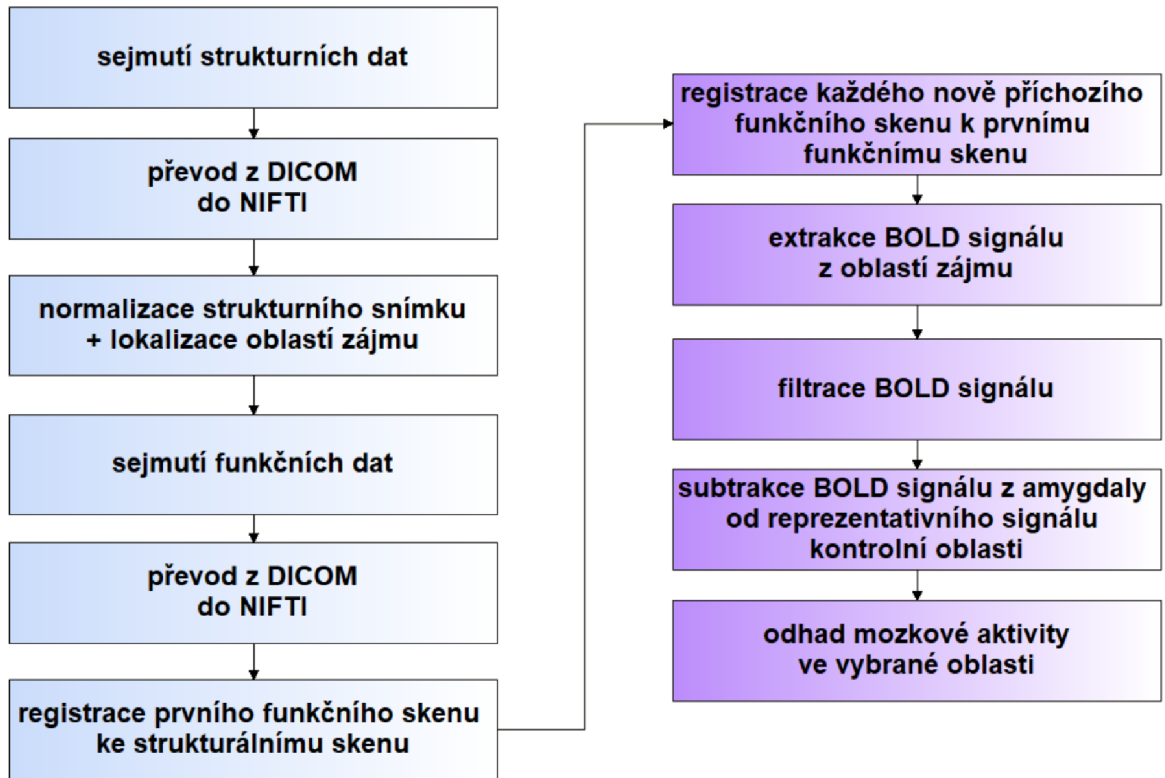 sejmutí strukturních dat
převod z DICOM
do NIFTI
normalizace strukturního snímku
+ lokalizace oblastí zájmu
sejmutí funkčních dat
převod z DICOM
do NIFTI
registrace prvního funkčního skenu
ke strukturálnímu skenu
registrace každého nově příchozího
funkčního skenu k prvnímu
funkčnímu skenu
extrakce BOLD signálu
z oblastí zájmu
filtrace BOLD signálu
subtrakce BOLD signálu z amygdaly
od reprezentativního signálu
kontrolní oblasti
odhad mozkové aktivity
ve vybrané oblasti